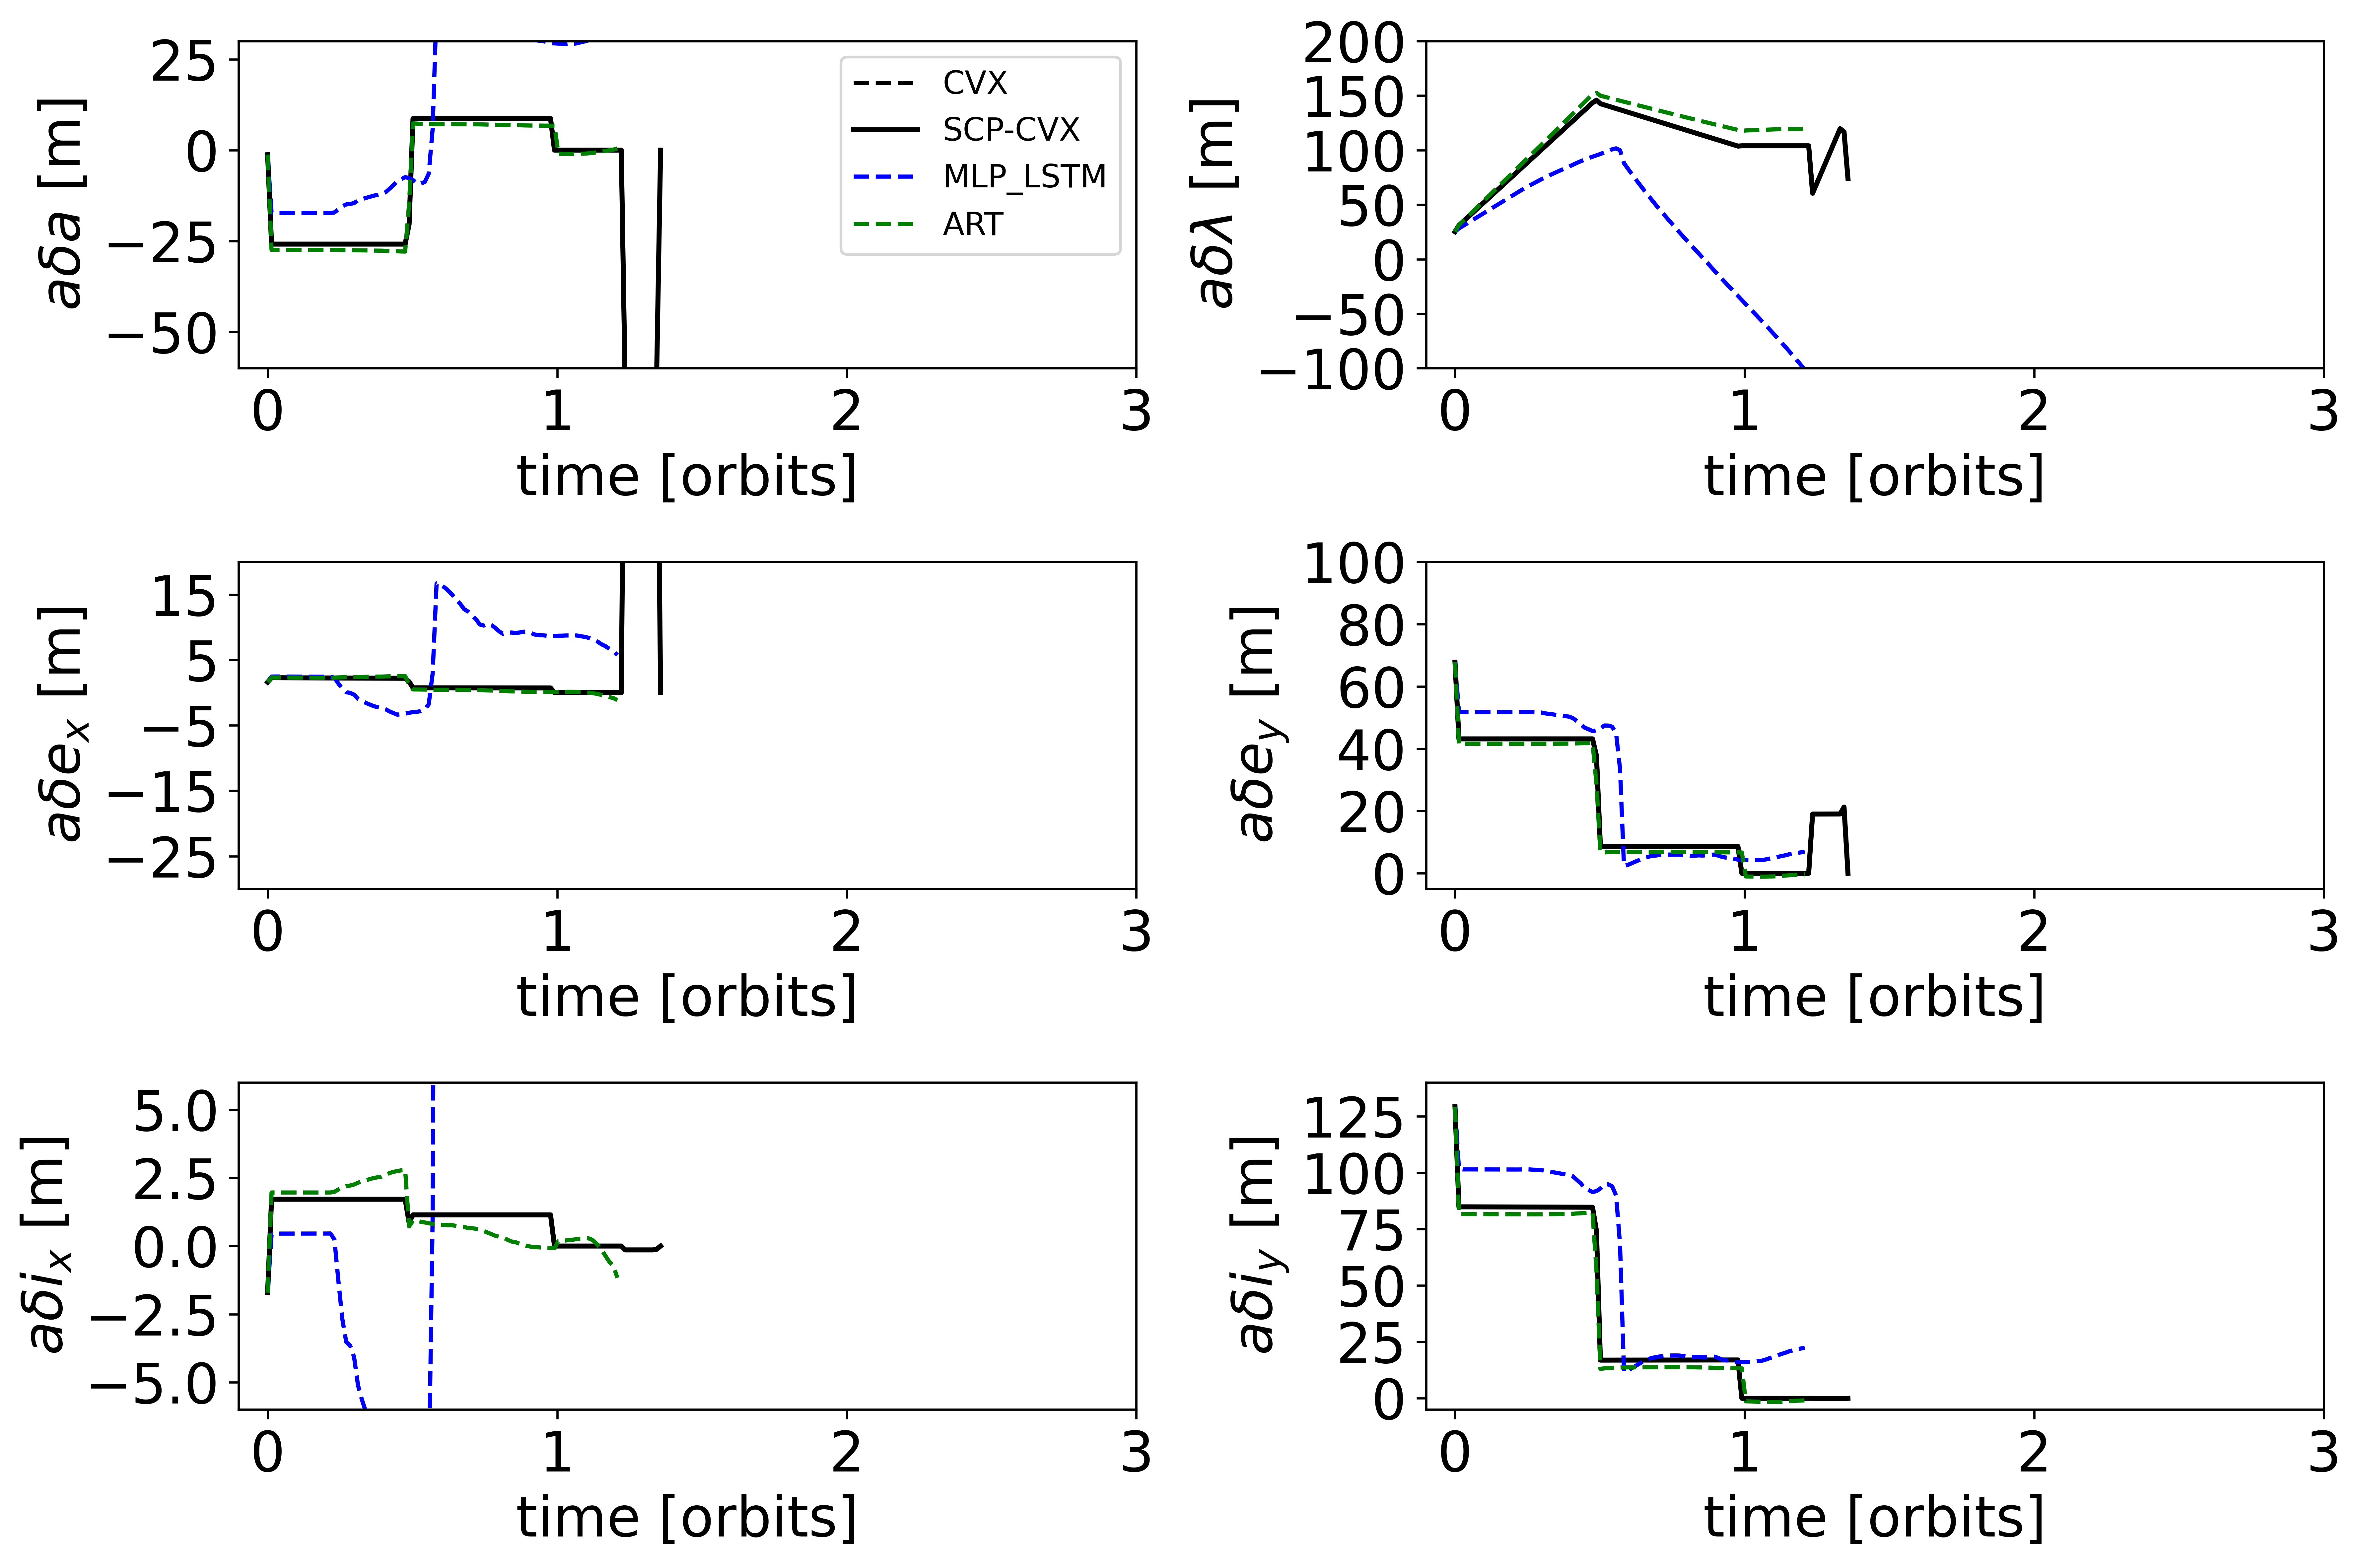 25
0
−25
−50
aδa [m]
0 1 2 3
time [orbits]
CVX
SCP-CVX
MLP_LSTM
ART
200
150
100
50
0
−50
−100
aδλ [m]
0 1 2 3
time [orbits]
15
5
−5
−15
−25
aδeₓ [m]
0 1 2 3
time [orbits]
100
80
60
40
20
0
aδe_y [m]
0 1 2 3
time [orbits]
5.0
2.5
0.0
−2.5
−5.0
aδiₓ [m]
0 1 2 3
time [orbits]
125
100
75
50
25
0
aδi_y [m]
0 1 2 3
time [orbits]